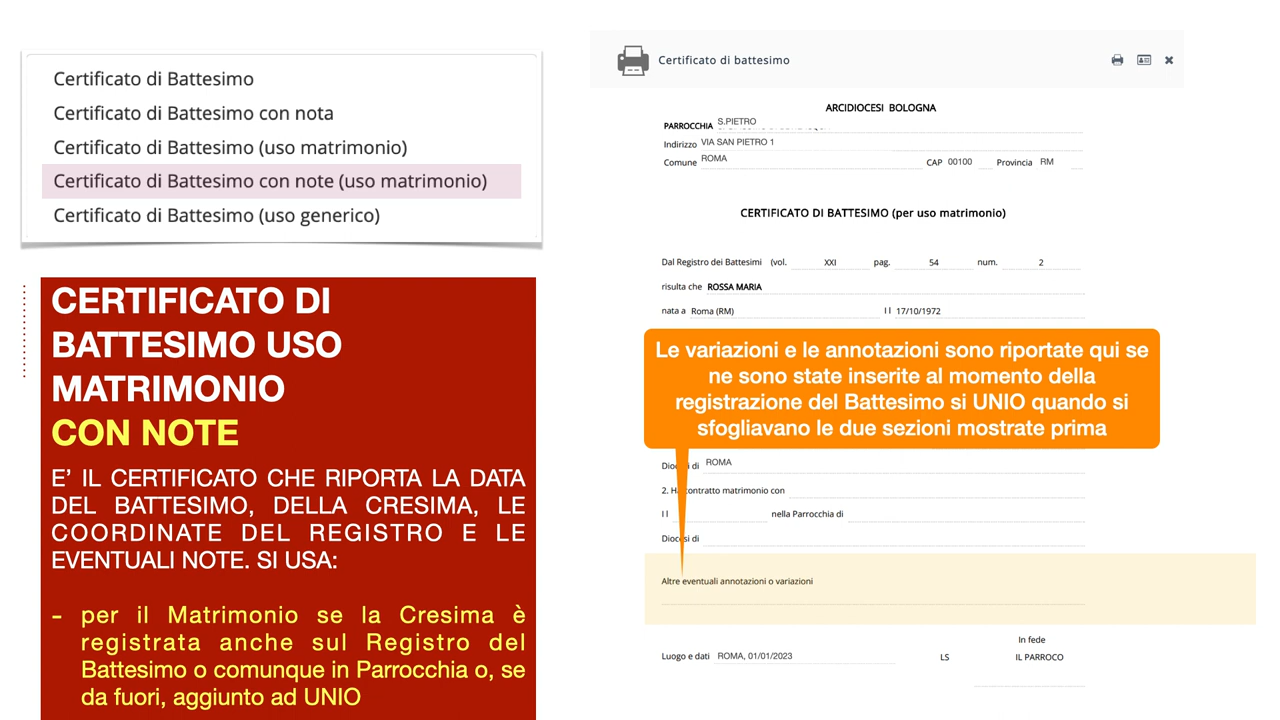 Certificato di Battesimo
Certificato di Battesimo con nota
Certificato di Battesimo (uso matrimonio)
Certificato di Battesimo con note (uso matrimonio)
Certificato di Battesimo (uso generico)
CERTIFICATO DI
BATTESIMO USO
MATRIMONIO
CON NOTE
E’ IL CERTIFICATO CHE RIPORTA LA DATA
DEL BATTESIMO, DELLA CRESIMA, LE
COORDINATE DEL REGISTRO E LE
EVENTUALI NOTE. SI USA:
- per il Matrimonio se la Cresima è
registrata anche sul Registro del
Battesimo o comunque in Parrocchia o, se
da fuori, aggiunto ad UNIO
Certificato di battesimo
ARCIDIOCESI BOLOGNA
PARROCCHIA S.PIETRO
Indirizzo VIA SAN PIETRO 1
Comune ROMA CAP 00100 Provincia RM
CERTIFICATO DI BATTESIMO (per uso matrimonio)
Dal Registro dei Battesimi (vol. XXI pag. 54 num. 2
risulta che ROSSA MARIA
nata a Roma (RM) I I 17/10/1972
Le variazioni e le annotazioni sono riportate qui se
ne sono state inserite al momento della
registrazione del Battesimo si UNIO quando si
sfogliavano le due sezioni mostrate prima
Diocesi di ROMA
2. Ha contratto matrimonio con
I I nella Parrocchia di
Diocesi di
Altre eventuali annotazioni o variazioni
In fede
Luogo e dati ROMA, 01/01/2023 LS IL PARROCO